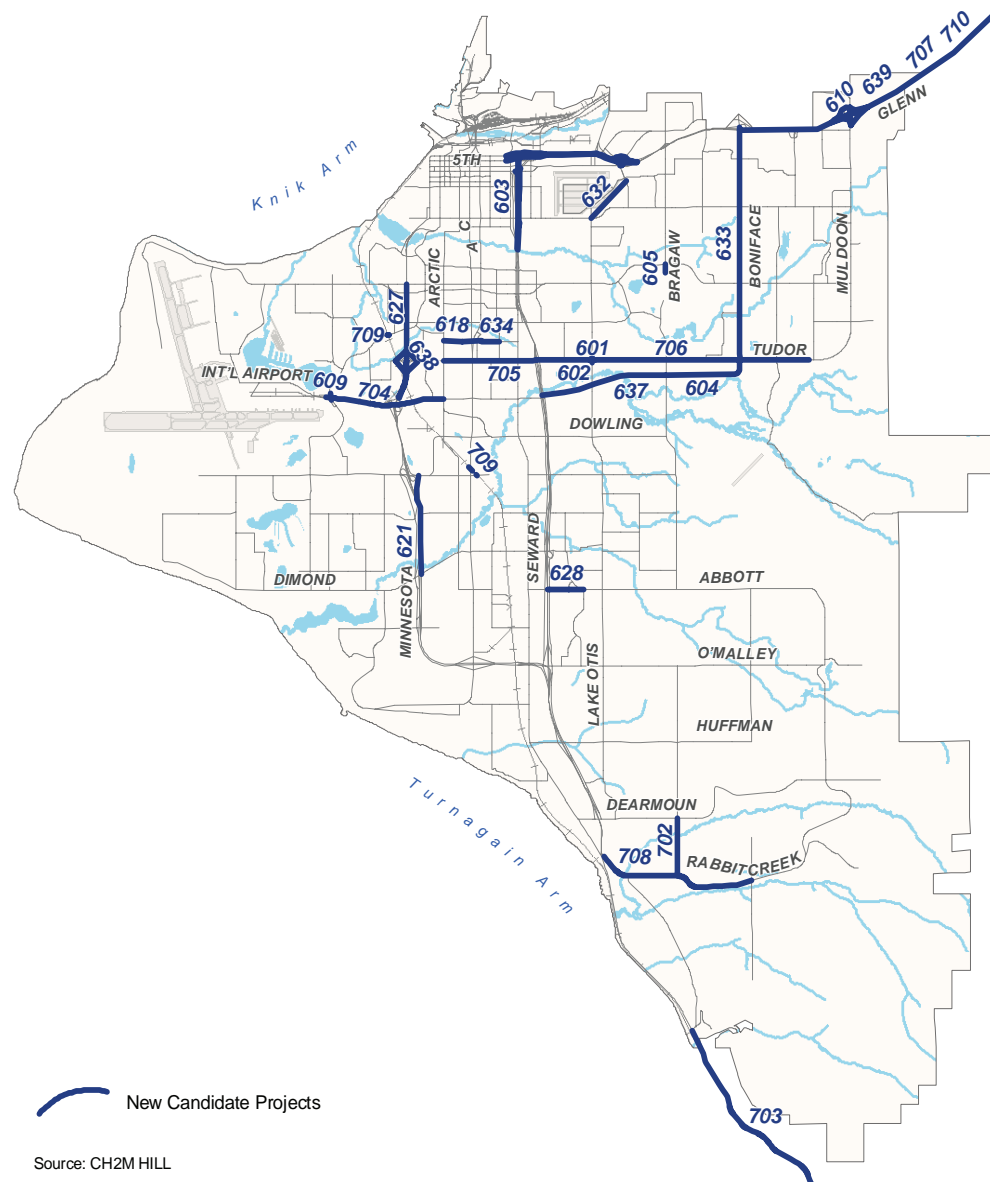 710
707
639
610
GLENN
Knik Arm
5TH
603
632
C
A
ARCTIC
605
BRAGAW
633
BONIFACE
MULDOON
627
709
618
634
638
601
706
TUDOR
INT'L AIRPORT
609
704
705
602
637
604
DOWLING
709
621
SEWARD
628
DIMOND
ABBOTT
MINNESOTA
LAKE OTIS
O'MALLEY
HUFFMAN
Turnagain Arm
DEARMOUN
702
708
RABBITCREEK
703
New Candidate Projects
Source: CH2M HILL